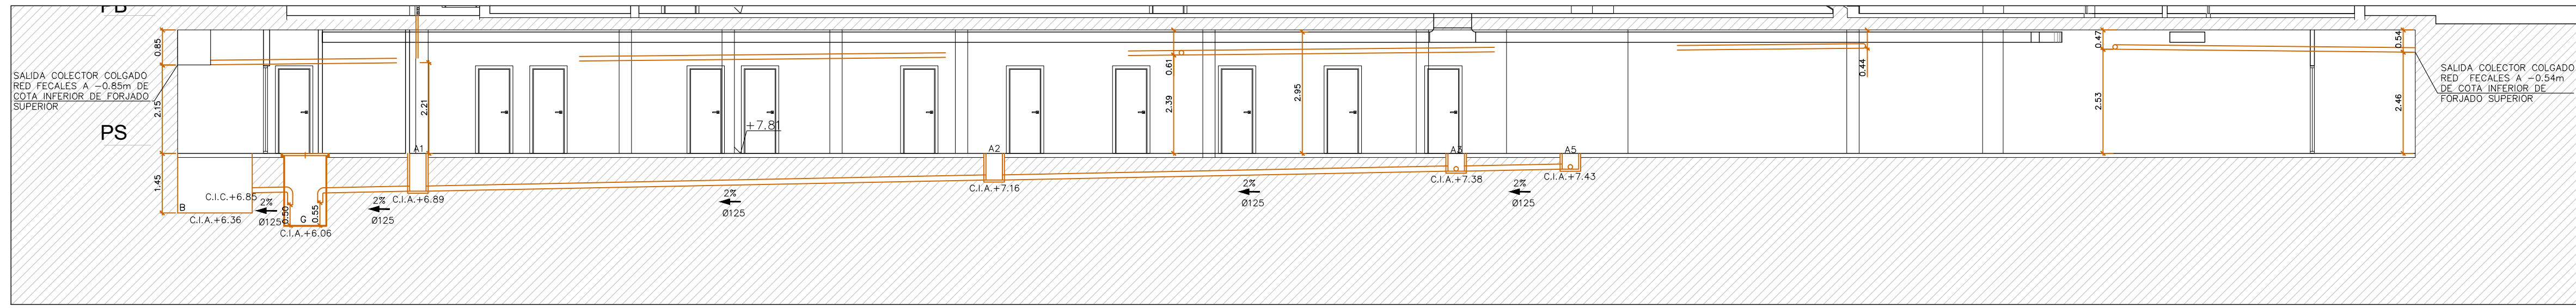 PB
SALIDA COLECTOR COLGADO
RED FECALES A -0.85m DE
COTA INFERIOR DE FORJADO
SUPERIOR
PS
0.85
2.15
1.45
B
C.I.C.+6.85
C.I.A.+6.36
2%
Ø125
0.50
G
0.55
C.I.A.+6.06
2%
Ø125
A1
C.I.A.+6.89
2.21
+7.81
2%
Ø125
A2
C.I.A.+7.16
0.61
2.39
2.95
2%
Ø125
A3
C.I.A.+7.38
2%
Ø125
A5
C.I.A.+7.43
0.44
0.47
2.53
0.54
2.46
SALIDA COLECTOR COLGADO
RED FECALES A -0.54m
DE COTA INFERIOR DE
FORJADO SUPERIOR